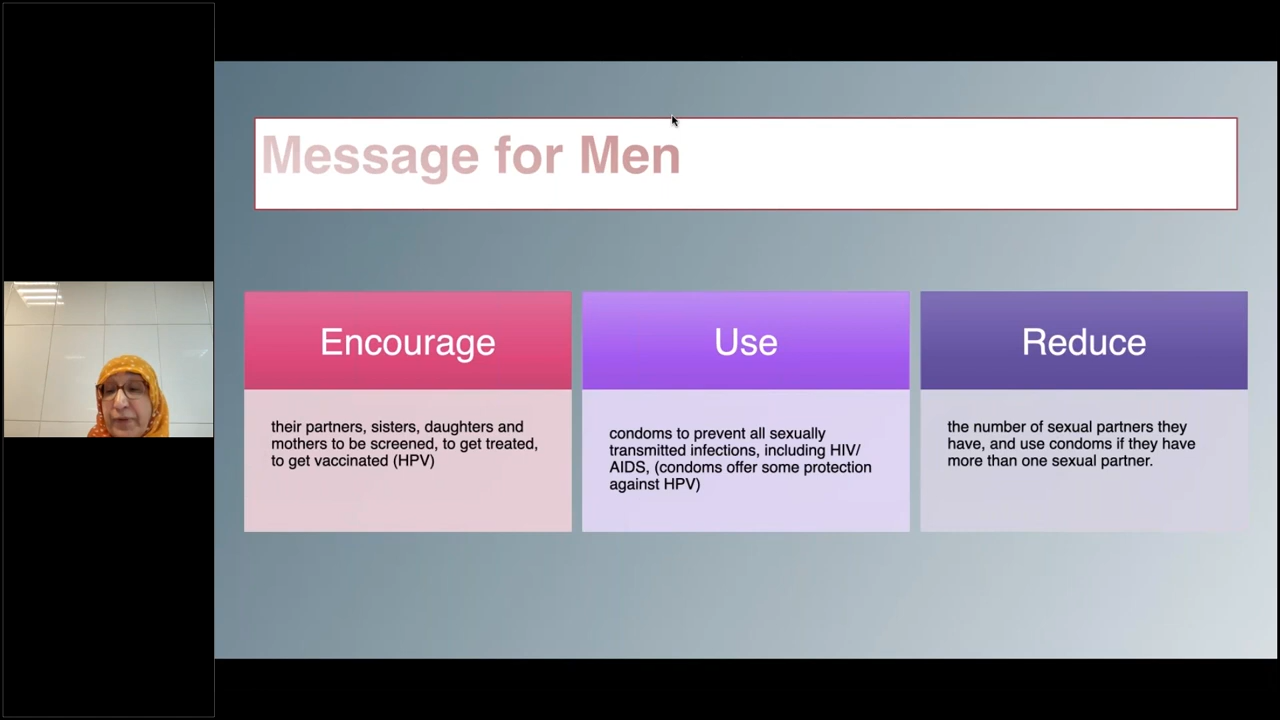 Message for Men
Encourage
their partners, sisters, daughters and
mothers to be screened, to get treated,
to get vaccinated (HPV)
Use
condoms to prevent all sexually
transmitted infections, including HIV/
AIDS, (condoms offer some protection
against HPV)
Reduce
the number of sexual partners they
have, and use condoms if they have
more than one sexual partner.